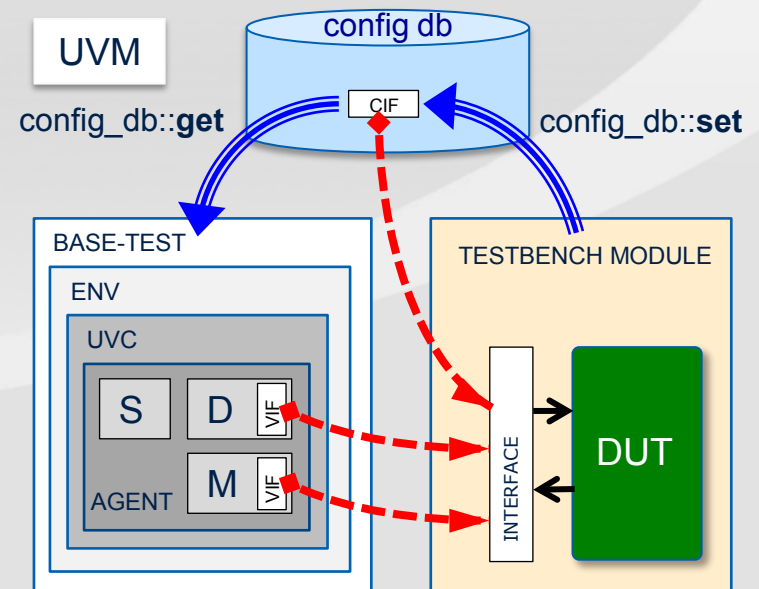 config db
UVM
CIF
config_db::get
config_db::set
BASE-TEST
TESTBENCH MODULE
ENV
UVC
S
D
VIF
M
VIF
AGENT
INTERFACE
DUT